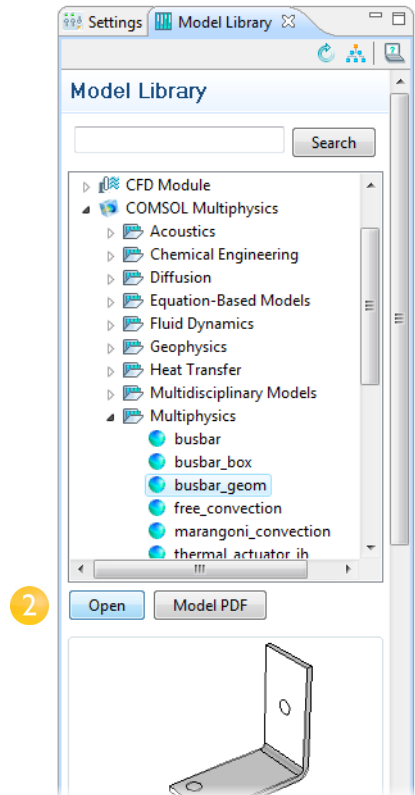 Settings Model Library
Model Library
Search
CFD Module
COMSOL Multiphysics
Acoustics
Chemical Engineering
Diffusion
Equation-Based Models
Fluid Dynamics
Geophysics
Heat Transfer
Multidisciplinary Models
Multiphysics
busbar
busbar_box
busbar_geom
free_convection
marangoni_convection
thermal_actuator_jh
2 Open Model PDF